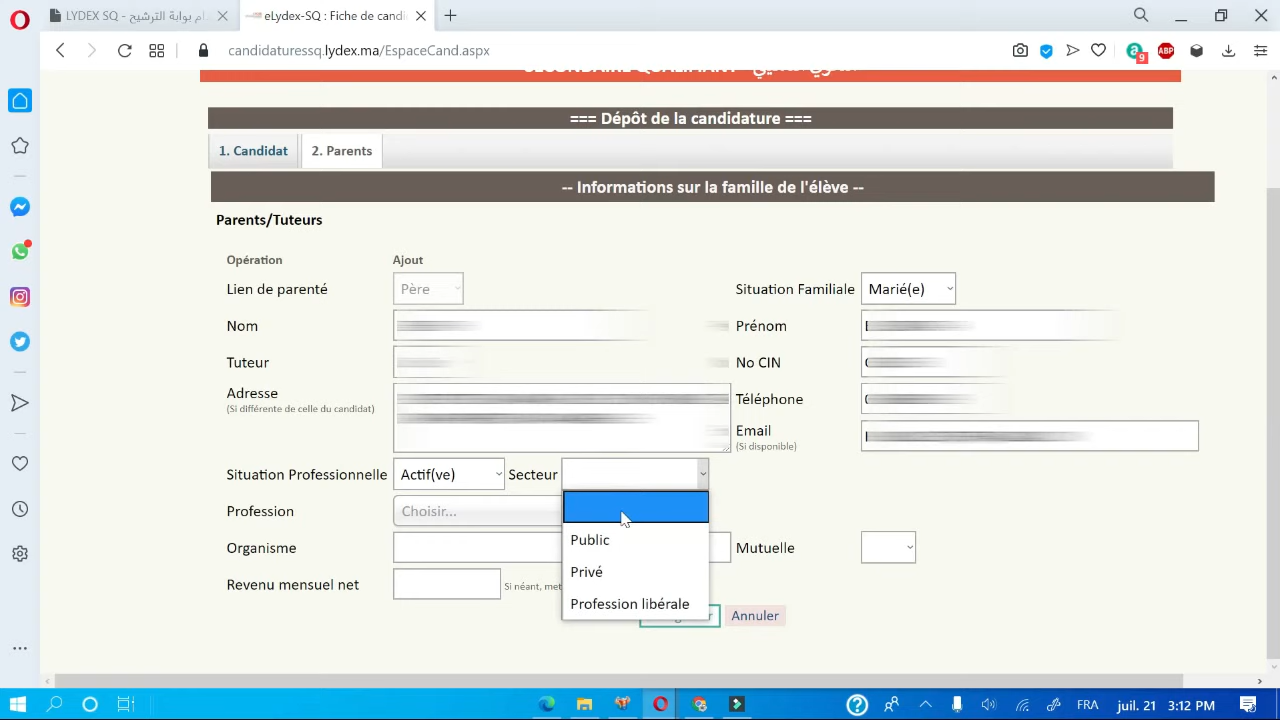 LYDEX SQ - ام بوابة الترشيح
eLydex-SQ : Fiche de candi
candidaturessq.lydex.ma/EspaceCand.aspx
9
ABP
=== Dépôt de la candidature ===
1. Candidat
2. Parents
-- Informations sur la famille de l'élève --
Parents/Tuteurs
Opération Ajout
Lien de parenté Père Situation Familiale Marié(e)
Nom Prénom
Tuteur No CIN
Adresse Téléphone
(Si différente de celle du candidat)
Email
(Si disponible)
Situation Professionnelle Actif(ve) Secteur
Profession Choisir...
Public
Organisme Mutuelle
Privé
Revenu mensuel net Si néant, met
Profession libérale
Annuler
FRA juil. 21 3:12 PM